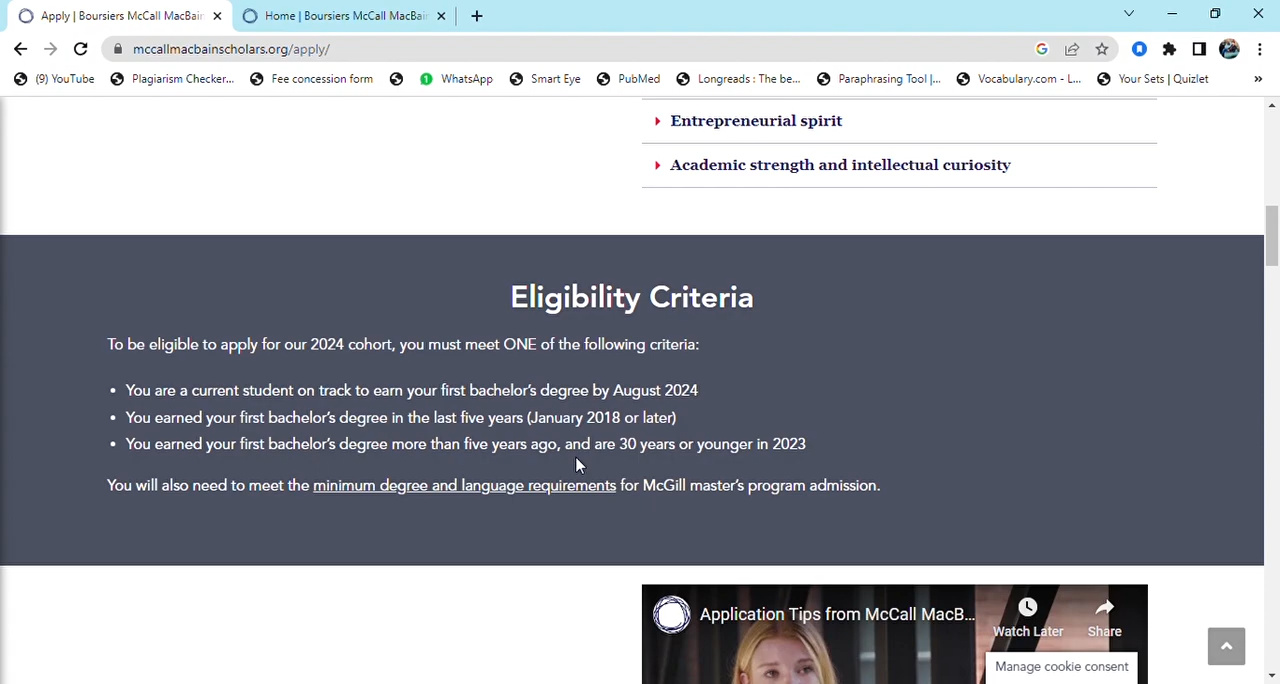 Apply | Boursiers McCall MacBain
Home | Boursiers McCall MacBain
mccallmacbainscholars.org/apply/
(9) YouTube
Plagiarism Checker...
Fee concession form
1
WhatsApp
Smart Eye
PubMed
Longreads : The be...
Paraphrasing Tool |...
Vocabulary.com - L...
Your Sets | Quizlet
»
Entrepreneurial spirit
Academic strength and intellectual curiosity
Eligibility Criteria
To be eligible to apply for our 2024 cohort, you must meet ONE of the following criteria:
• You are a current student on track to earn your first bachelor's degree by August 2024
• You earned your first bachelor's degree in the last five years (January 2018 or later)
• You earned your first bachelor's degree more than five years ago, and are 30 years or younger in 2023
You will also need to meet the minimum degree and language requirements for McGill master's program admission.
Application Tips from McCall MacB...
Watch Later
Share
Manage cookie consent